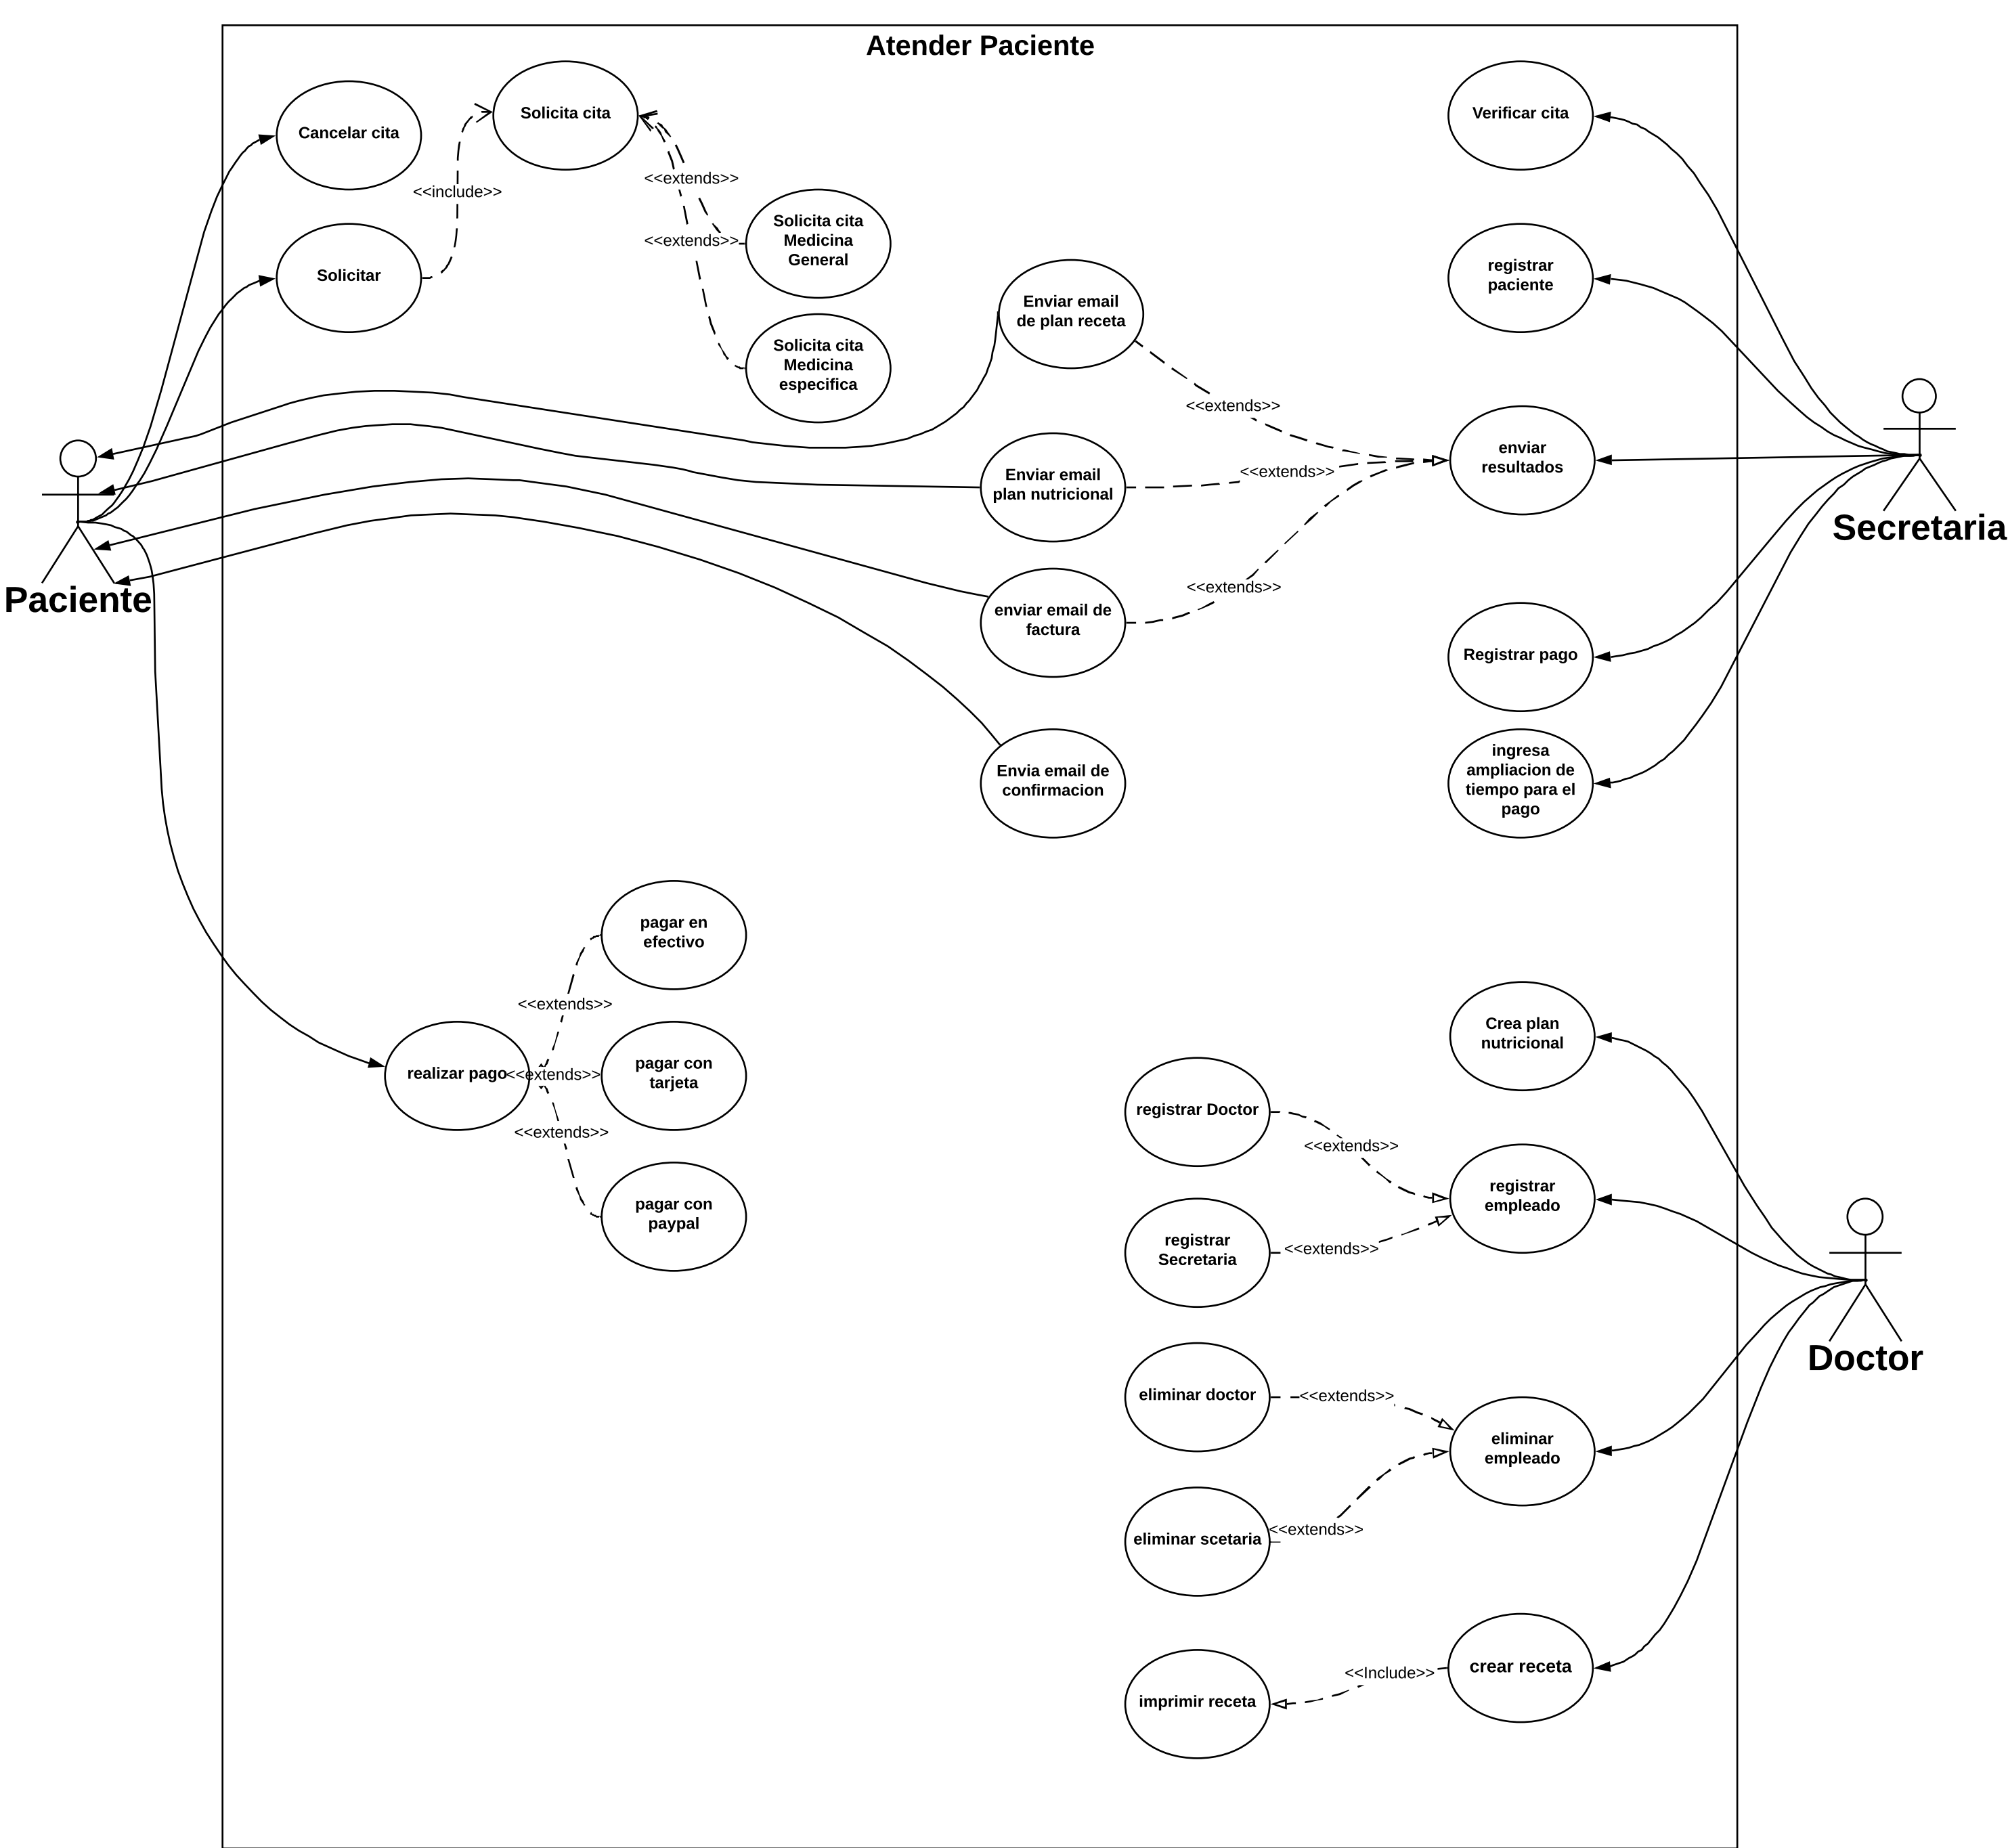 Atender Paciente
Cancelar cita
Solicita cita
Verificar cita
<<include>>
<<extends>>
<<extends>>
Solicitar
Solicita cita
Medicina
General
Solicita cita
Medicina
especifica
Enviar email
de plan receta
registrar
paciente
<<extends>>
<<extends>>
<<extends>>
Enviar email
plan nutricional
enviar
resultados
enviar email de
factura
Envia email de
confirmacion
Registrar pago
ingresa
ampliacion de
tiempo para el
pago
Paciente
Secretaria
pagar en
efectivo
<<extends>>
realizar pago
<<extends>>
pagar con
tarjeta
<<extends>>
pagar con
paypal
Crea plan
nutricional
registrar Doctor
<<extends>>
registrar
empleado
registrar
Secretaria
<<extends>>
Doctor
eliminar doctor
<<extends>>
eliminar
empleado
eliminar scetaria
<<extends>>
crear receta
<<Include>>
imprimir receta